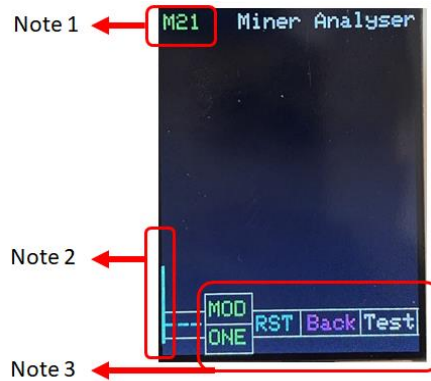 Note 1
M21 Miner Analyser
Note 2
MOD
ONE
RST Back Test
Note 3